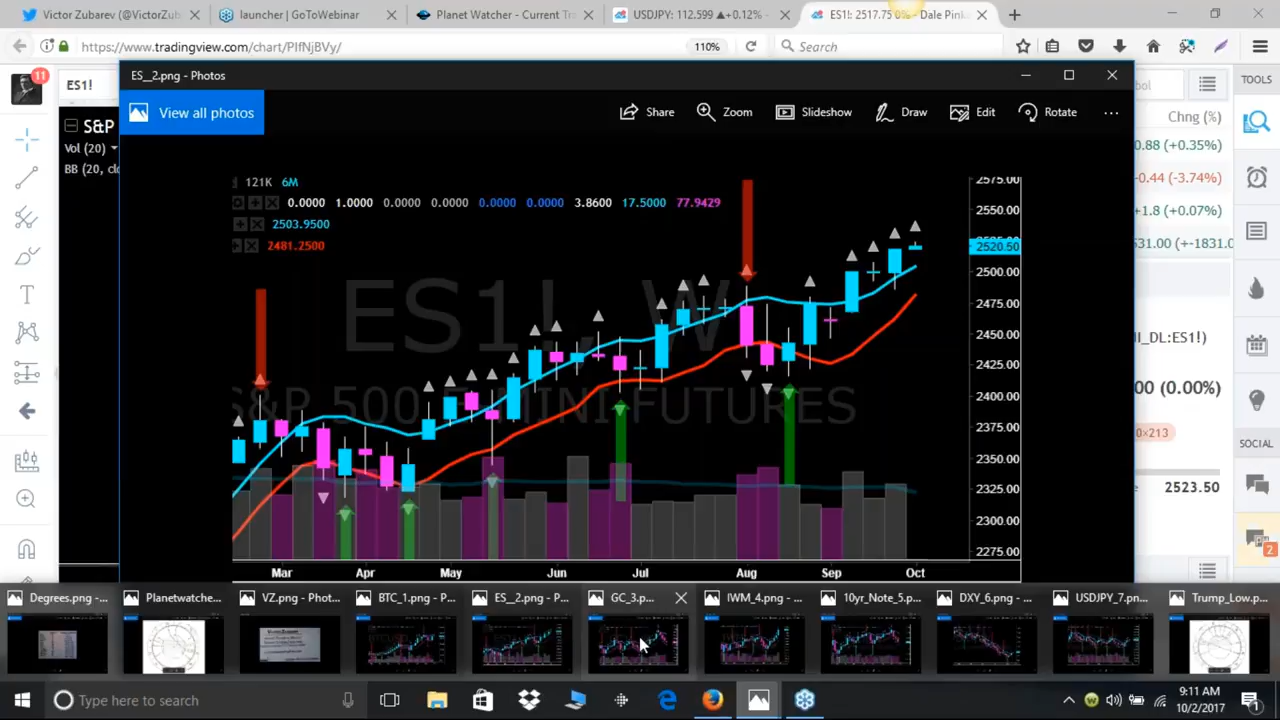 Victor Zubarev (@VictorZub
launcher | GoToWebinar
Planet Watcher - Current Tra
USDJPY: 112.599 ▲+0.12%
ES1!: 2517.75 0% - Dale Pink
https://www.tradingview.com/chart/PIfNjBVy/
110%
Search
11
ES1!
ES_2.png - Photos
View all photos
Share
Zoom
Slideshow
Draw
Edit
Rotate
TOOLS
S&P
Vol (20)
BB (20, clo
Chng (%)
0.88 (+0.35%)
-0.44 (-3.74%)
+1.8 (+0.07%)
531.00 (+-1831.0
121K 6M
0.0000 1.0000 0.0000 0.0000 0.0000 0.0000 3.8600 17.5000 77.9429
2503.9500
2481.2500
ES1!, W
S&P 500 E-MINI FUTURES
2575.00
2550.00
2520.50
2500.00
2475.00
2450.00
2425.00
2400.00
2375.00
2350.00
2325.00
2300.00
2275.00
Mar Apr May Jun Jul Aug Sep Oct
NI_DL:ES1!)
00 (0.00%)
0×213
SOCIAL
2523.50
2
Degrees.png -...
Planetwatche...
VZ.png - Phot...
BTC_1.png - P...
ES_2.png - P...
GC_3.p...
IWM_4.png -...
10yr_Note_5.p...
DXY_6.png -...
USDJPY_7.pn...
Trump_Low.p...
Type here to search
9:11 AM
10/2/2017
1